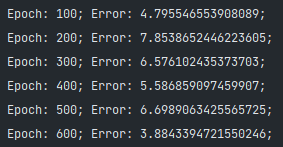 Epoch: 100; Error: 4.795546553908089;
Epoch: 200; Error: 7.8538652446223605;
Epoch: 300; Error: 6.576102435373703;
Epoch: 400; Error: 5.586859097459907;
Epoch: 500; Error: 6.6989063425565725;
Epoch: 600; Error: 3.8843394721550246;